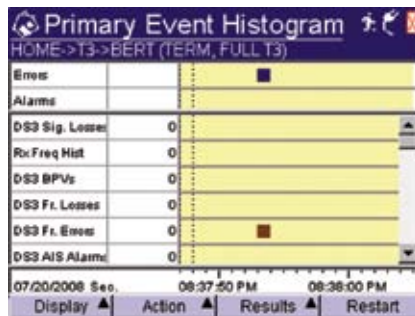 Primary Event Histogram
HOME->T3->BERT (TERM, FULL T3)
Errors
Alarms
DS3 Sig. Losses 0
Rx Freq Hist 0
DS3 BPVs 0
DS3 Fr. Losses 0
DS3 Fr. Errors 0
DS3 AIS Alarms 0
07/20/2008 Sec. 08:37:50 PM 08:38:00 PM
Display Action Results Restart